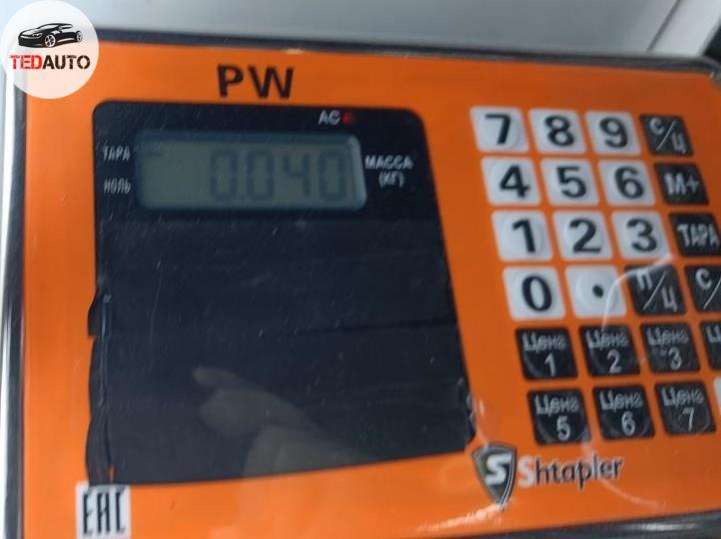 TEDAUTO
PW
AC
ТАРА
НОЛЬ
0.040
МАССА
(КГ)
7 8 9 С/Ц
4 5 6 М+
1 2 3 ТАРА
0 . П/Ц С/
Цена 1 Цена 2 Цена 3 Ц
Цена 5 Цена 6 Цена 7
S Shtapler
EAC